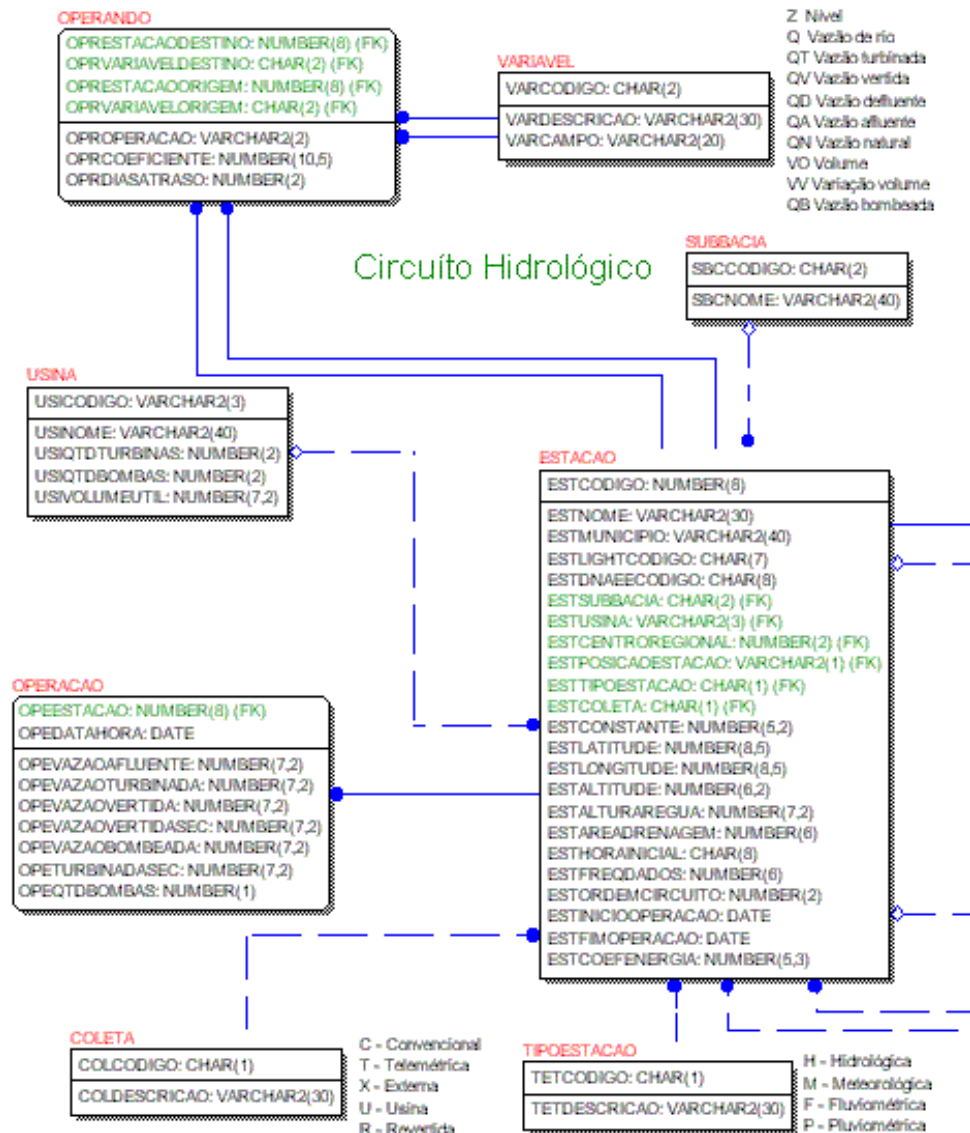 OPERANDO
OPRESTACAODESTINO: NUMBER(8) (FK)
OPRVARIAVELDESTINO: CHAR(2) (FK)
OPRESTACAOORIGEM: NUMBER(8) (FK)
OPRVARIAVELORIGEM: CHAR(2) (FK)
OPROPERACAO: VARCHAR2(2)
OPRCOEFICIENTE: NUMBER(10,5)
OPRDIASATRASO: NUMBER(2)
VARIAVEL
VARCODIGO: CHAR(2)
VARDESCRICAO: VARCHAR2(30)
VARCAMPO: VARCHAR2(20)
Z Nível
Q Vazão de rio
QT Vazão turbinada
QV Vazão vertida
QD Vazão defluente
QA Vazão afluente
QN Vazão natural
VO Volume
VV Variação volume
QB Vazão bombeada
Circuíto Hidrológico
SUBBACIA
SBCCODIGO: CHAR(2)
SBCNOME: VARCHAR2(40)
USINA
USICODIGO: VARCHAR2(3)
USINOME: VARCHAR2(40)
USIQTDTURBINAS: NUMBER(2)
USIQTDBOMBAS: NUMBER(2)
USIVOLUMEUTIL: NUMBER(7,2)
ESTACAO
ESTCODIGO: NUMBER(8)
ESTNOME: VARCHAR2(30)
ESTMUNICIPIO: VARCHAR2(40)
ESTLIGHTCODIGO: CHAR(7)
ESTDNAEECODIGO: CHAR(8)
ESTSUBBACIA: CHAR(2) (FK)
ESTUSINA: VARCHAR2(3) (FK)
ESTCENTROREGIONAL: NUMBER(2) (FK)
ESTPOSICAOESTACAO: VARCHAR2(1) (FK)
ESTTIPOESTACAO: CHAR(1) (FK)
ESTCOLETA: CHAR(1) (FK)
ESTCONSTANTE: NUMBER(5,2)
ESTLATITUDE: NUMBER(8,5)
ESTLONGITUDE: NUMBER(8,5)
ESTALTITUDE: NUMBER(6,2)
ESTALTURAREGUA: NUMBER(7,2)
ESTAREADRENAGEM: NUMBER(6)
ESTHORAINICIAL: CHAR(8)
ESTFREQDADOS: NUMBER(6)
ESTORDEMCIRCUITO: NUMBER(2)
ESTINICIOOPERACAO: DATE
ESTFIMOPERACAO: DATE
ESTCOEFENERGIA: NUMBER(5,3)
OPERACAO
OPEESTACAO: NUMBER(8) (FK)
OPEDATAHORA: DATE
OPEVAZAOAFLUENTE: NUMBER(7,2)
OPEVAZAOTURBINADA: NUMBER(7,2)
OPEVAZAOVERTIDA: NUMBER(7,2)
OPEVAZAOVERTIDASEC: NUMBER(7,2)
OPEVAZAOBOMBEADA: NUMBER(7,2)
OPETURBINADASEC: NUMBER(7,2)
OPEQTDBOMBAS: NUMBER(1)
COLETA
COLCODIGO: CHAR(1)
COLDESCRICAO: VARCHAR2(30)
C - Convencional
T - Telemétrica
X - Externa
U - Usina
R - Revertida
TIPOESTACAO
TETCODIGO: CHAR(1)
TETDESCRICAO: VARCHAR2(30)
H - Hidrológica
M - Meteorológica
F - Fluviométrica
P - Pluviométrica